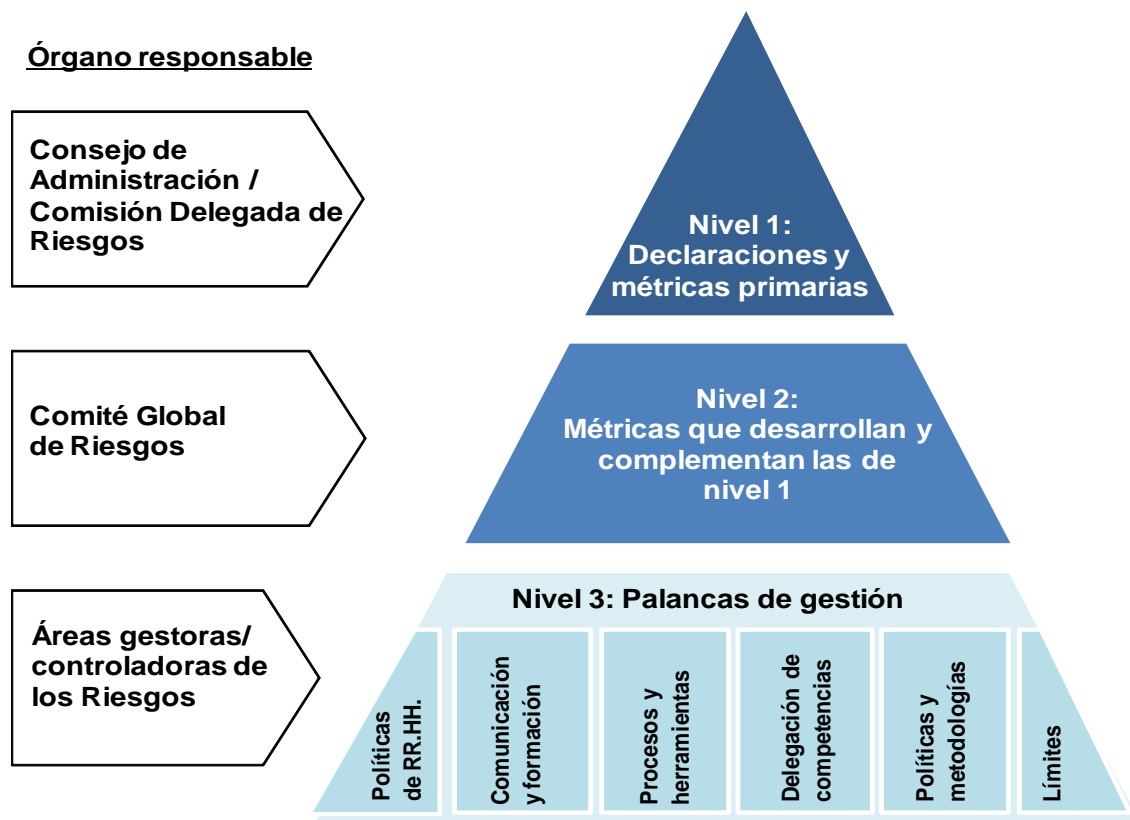 Órgano responsable
Consejo de
Administración /
Comisión Delegada de
Riesgos
Nivel 1:
Declaraciones y
métricas primarias
Comité Global
de Riesgos
Nivel 2:
Métricas que desarrollan y
complementan las de
nivel 1
Áreas gestoras/
controladoras de
los Riesgos
Nivel 3: Palancas de gestión
Políticas
de RR.HH.
Comunicación
y formación
Procesos y
herramientas
Delegación de
competencias
Políticas y
metodologías
Límites